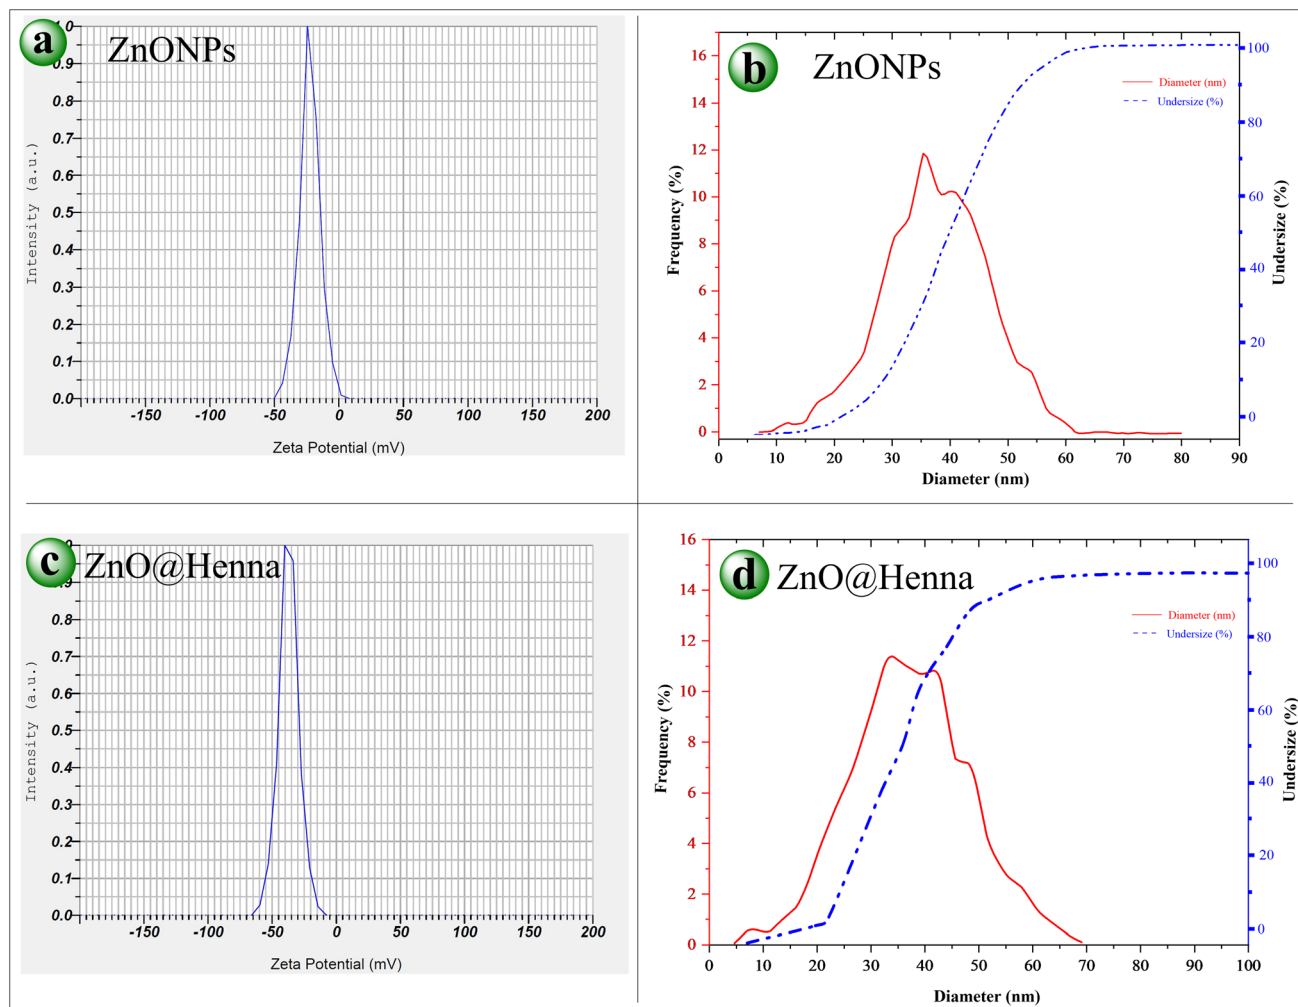 a
ZnONPs
1.0
0.9
0.8
0.7
0.6
0.5
0.4
0.3
0.2
0.1
0.0
Intensity (a.u.)
-150 -100 -50 0 50 100 150 200
Zeta Potential (mV)
b
ZnONPs
16
14
12
10
8
6
4
2
0
Frequency (%)
Diameter (nm)
Undersize (%)
100
80
60
40
20
0
Undersize (%)
0 10 20 30 40 50 60 70 80 90
Diameter (nm)
c
ZnO@Henna
0.8
0.7
0.6
0.5
0.4
0.3
0.2
0.1
0.0
Intensity (a.u.)
-150 -100 -50 0 50 100 150 200
Zeta Potential (mV)
d
ZnO@Henna
16
14
12
10
8
6
4
2
0
Frequency (%)
Diameter (nm)
Undersize (%)
100
80
60
40
20
0
Undersize (%)
0 10 20 30 40 50 60 70 80 90 100
Diameter (nm)